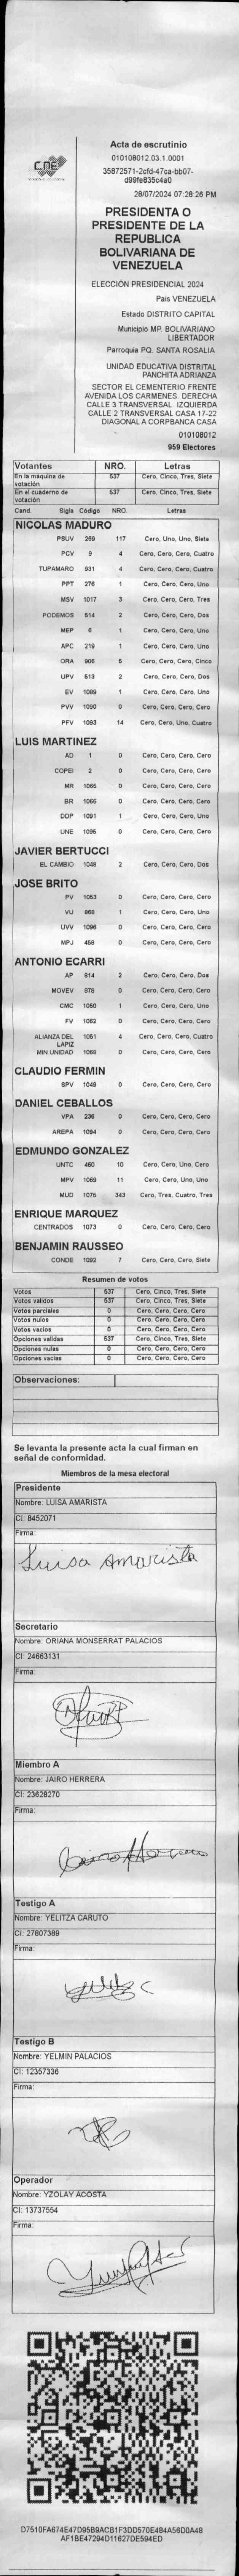 CNE
Acta de escrutinio
010108012.03.1.0001
35872571-2cfd-47ca-bb07-
d99fe835c4a0
28/07/2024 07:28:26 PM
PRESIDENTA O
PRESIDENTE DE LA
REPUBLICA
BOLIVARIANA DE
VENEZUELA
ELECCIÓN PRESIDENCIAL 2024
Pais VENEZUELA
Estado DISTRITO CAPITAL
Municipio MP. BOLIVARIANO
LIBERTADOR
Parroquia PQ. SANTA ROSALIA
UNIDAD EDUCATIVA DISTRITAL
PANCHITA ADRIANZA
SECTOR EL CEMENTERIO FRENTE
AVENIDA LOS CARMENES. DERECHA
CALLE 3 TRANSVERSAL IZQUIERDA
CALLE 2 TRANSVERSAL CASA 17-22
DIAGONAL A CORPBANCA CASA
010108012
959 Electores
Votantes NRO. Letras
En la máquina de votación 537 Cero, Cinco, Tres, Siete
En el cuaderno de votación 537 Cero, Cinco, Tres, Siete
Cand. Sigla Código NRO. Letras
NICOLAS MADURO
PSUV 269 117 Cero, Uno, Uno, Siete
PCV 9 4 Cero, Cero, Cero, Cuatro
TUPAMARO 931 4 Cero, Cero, Cero, Cuatro
PPT 276 1 Cero, Cero, Cero, Uno
MSV 1017 3 Cero, Cero, Cero, Tres
PODEMOS 514 2 Cero, Cero, Cero, Dos
MEP 6 1 Cero, Cero, Cero, Uno
APC 219 1 Cero, Cero, Cero, Uno
ORA 906 5 Cero, Cero, Cero, Cinco
UPV 513 2 Cero, Cero, Cero, Dos
EV 1089 1 Cero, Cero, Cero, Uno
PVV 1090 0 Cero, Cero, Cero, Cero
PFV 1093 14 Cero, Cero, Uno, Cuatro
LUIS MARTINEZ
AD 1 0 Cero, Cero, Cero, Cero
COPEI 2 0 Cero, Cero, Cero, Cero
MR 1065 0 Cero, Cero, Cero, Cero
BR 1066 0 Cero, Cero, Cero, Cero
DDP 1091 1 Cero, Cero, Cero, Uno
UNE 1095 0 Cero, Cero, Cero, Cero
JAVIER BERTUCCI
EL CAMBIO 1048 2 Cero, Cero, Cero, Dos
JOSE BRITO
PV 1053 0 Cero, Cero, Cero, Cero
VU 868 1 Cero, Cero, Cero, Uno
UVV 1096 0 Cero, Cero, Cero, Cero
MPJ 458 0 Cero, Cero, Cero, Cero
ANTONIO ECARRI
AP 814 2 Cero, Cero, Cero, Dos
MOVEV 878 0 Cero, Cero, Cero, Cero
CMC 1050 1 Cero, Cero, Cero, Uno
FV 1062 0 Cero, Cero, Cero, Cero
ALIANZA DEL LAPIZ 1051 4 Cero, Cero, Cero, Cuatro
MIN UNIDAD 1068 0 Cero, Cero, Cero, Cero
CLAUDIO FERMIN
SPV 1049 0 Cero, Cero, Cero, Cero
DANIEL CEBALLOS
VPA 236 0 Cero, Cero, Cero, Cero
AREPA 1094 0 Cero, Cero, Cero, Cero
EDMUNDO GONZALEZ
UNTC 460 10 Cero, Cero, Uno, Cero
MPV 1069 11 Cero, Cero, Uno, Uno
MUD 1075 343 Cero, Tres, Cuatro, Tres
ENRIQUE MARQUEZ
CENTRADOS 1073 0 Cero, Cero, Cero, Cero
BENJAMIN RAUSSEO
CONDE 1092 7 Cero, Cero, Cero, Siete
Resumen de votos
Votos 537 Cero, Cinco, Tres, Siete
Votos validos 537 Cero, Cinco, Tres, Siete
Votos parciales 0 Cero, Cero, Cero, Cero
Votos nulos 0 Cero, Cero, Cero, Cero
Votos vacios 0 Cero, Cero, Cero, Cero
Opciones validas 537 Cero, Cinco, Tres, Siete
Opciones nulas 0 Cero, Cero, Cero, Cero
Opciones vacias 0 Cero, Cero, Cero, Cero
Observaciones:
Se levanta la presente acta la cual firman en
señal de conformidad.
Miembros de la mesa electoral
Presidente
Nombre: LUISA AMARISTA
CI: 8452071
Firma:
Luisa Amarista
Secretario
Nombre: ORIANA MONSERRAT PALACIOS
CI: 24663131
Firma:
Miembro A
Nombre: JAIRO HERRERA
CI: 23628270
Firma:
Testigo A
Nombre: YELITZA CARUTO
CI: 27807389
Firma:
Testigo B
Nombre: YELMIN PALACIOS
CI: 12357336
Firma:
Operador
Nombre: YZOLAY ACOSTA
CI: 13737554
Firma:
D7510FA674E47D95B9ACB1F3DD570E484A56D0A48
AF1BE47294D11627DE594ED